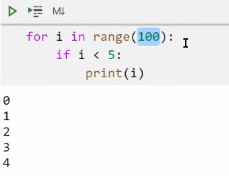 M↓
for i in range(100):
    if i < 5:
        print(i)
0
1
2
3
4